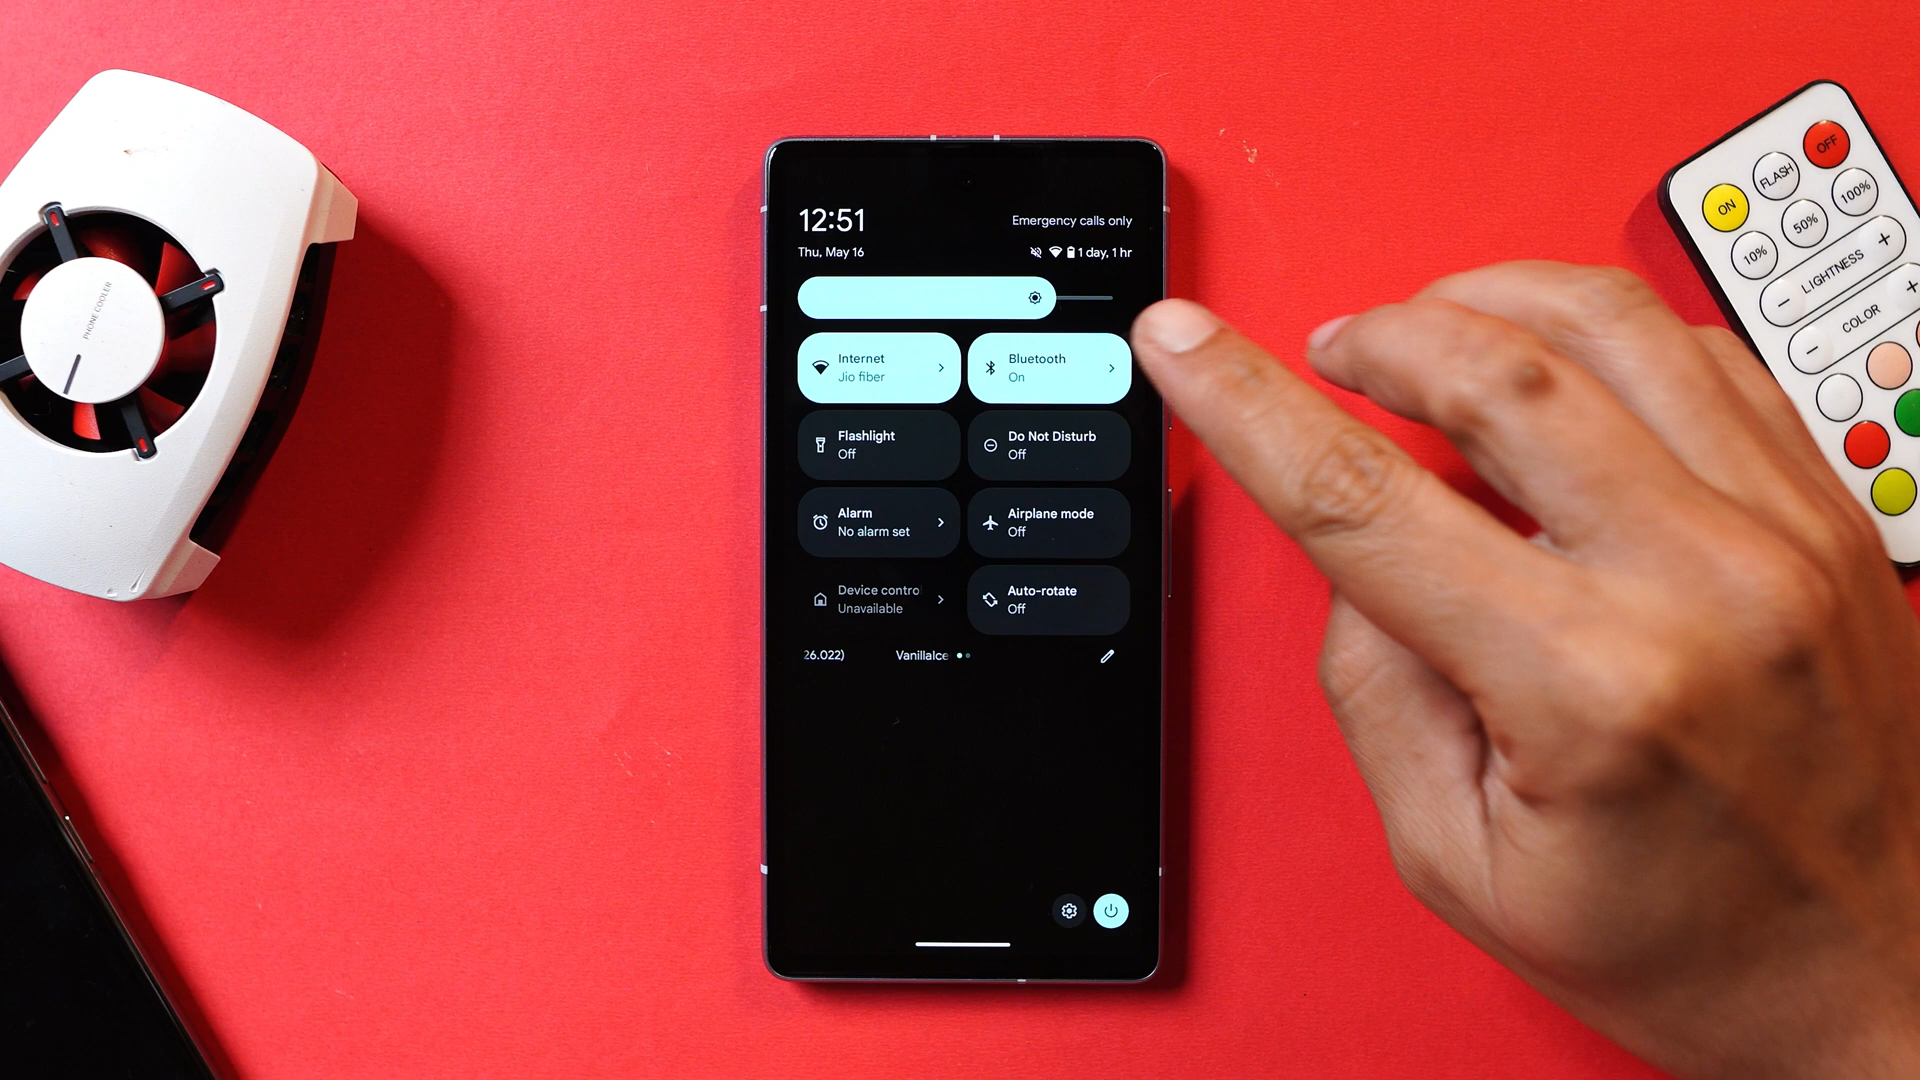 PHONE COOLER
12:51
Emergency calls only
Thu, May 16
1 day, 1 hr
Internet
Jio fiber
Bluetooth
On
Flashlight
Off
Do Not Disturb
Off
Alarm
No alarm set
Airplane mode
Off
Device contro
Unavailable
Auto-rotate
Off
26.022) VanillaIce
ON
FLASH
OFF
10%
50%
100%
− LIGHTNESS +
− COLOR +